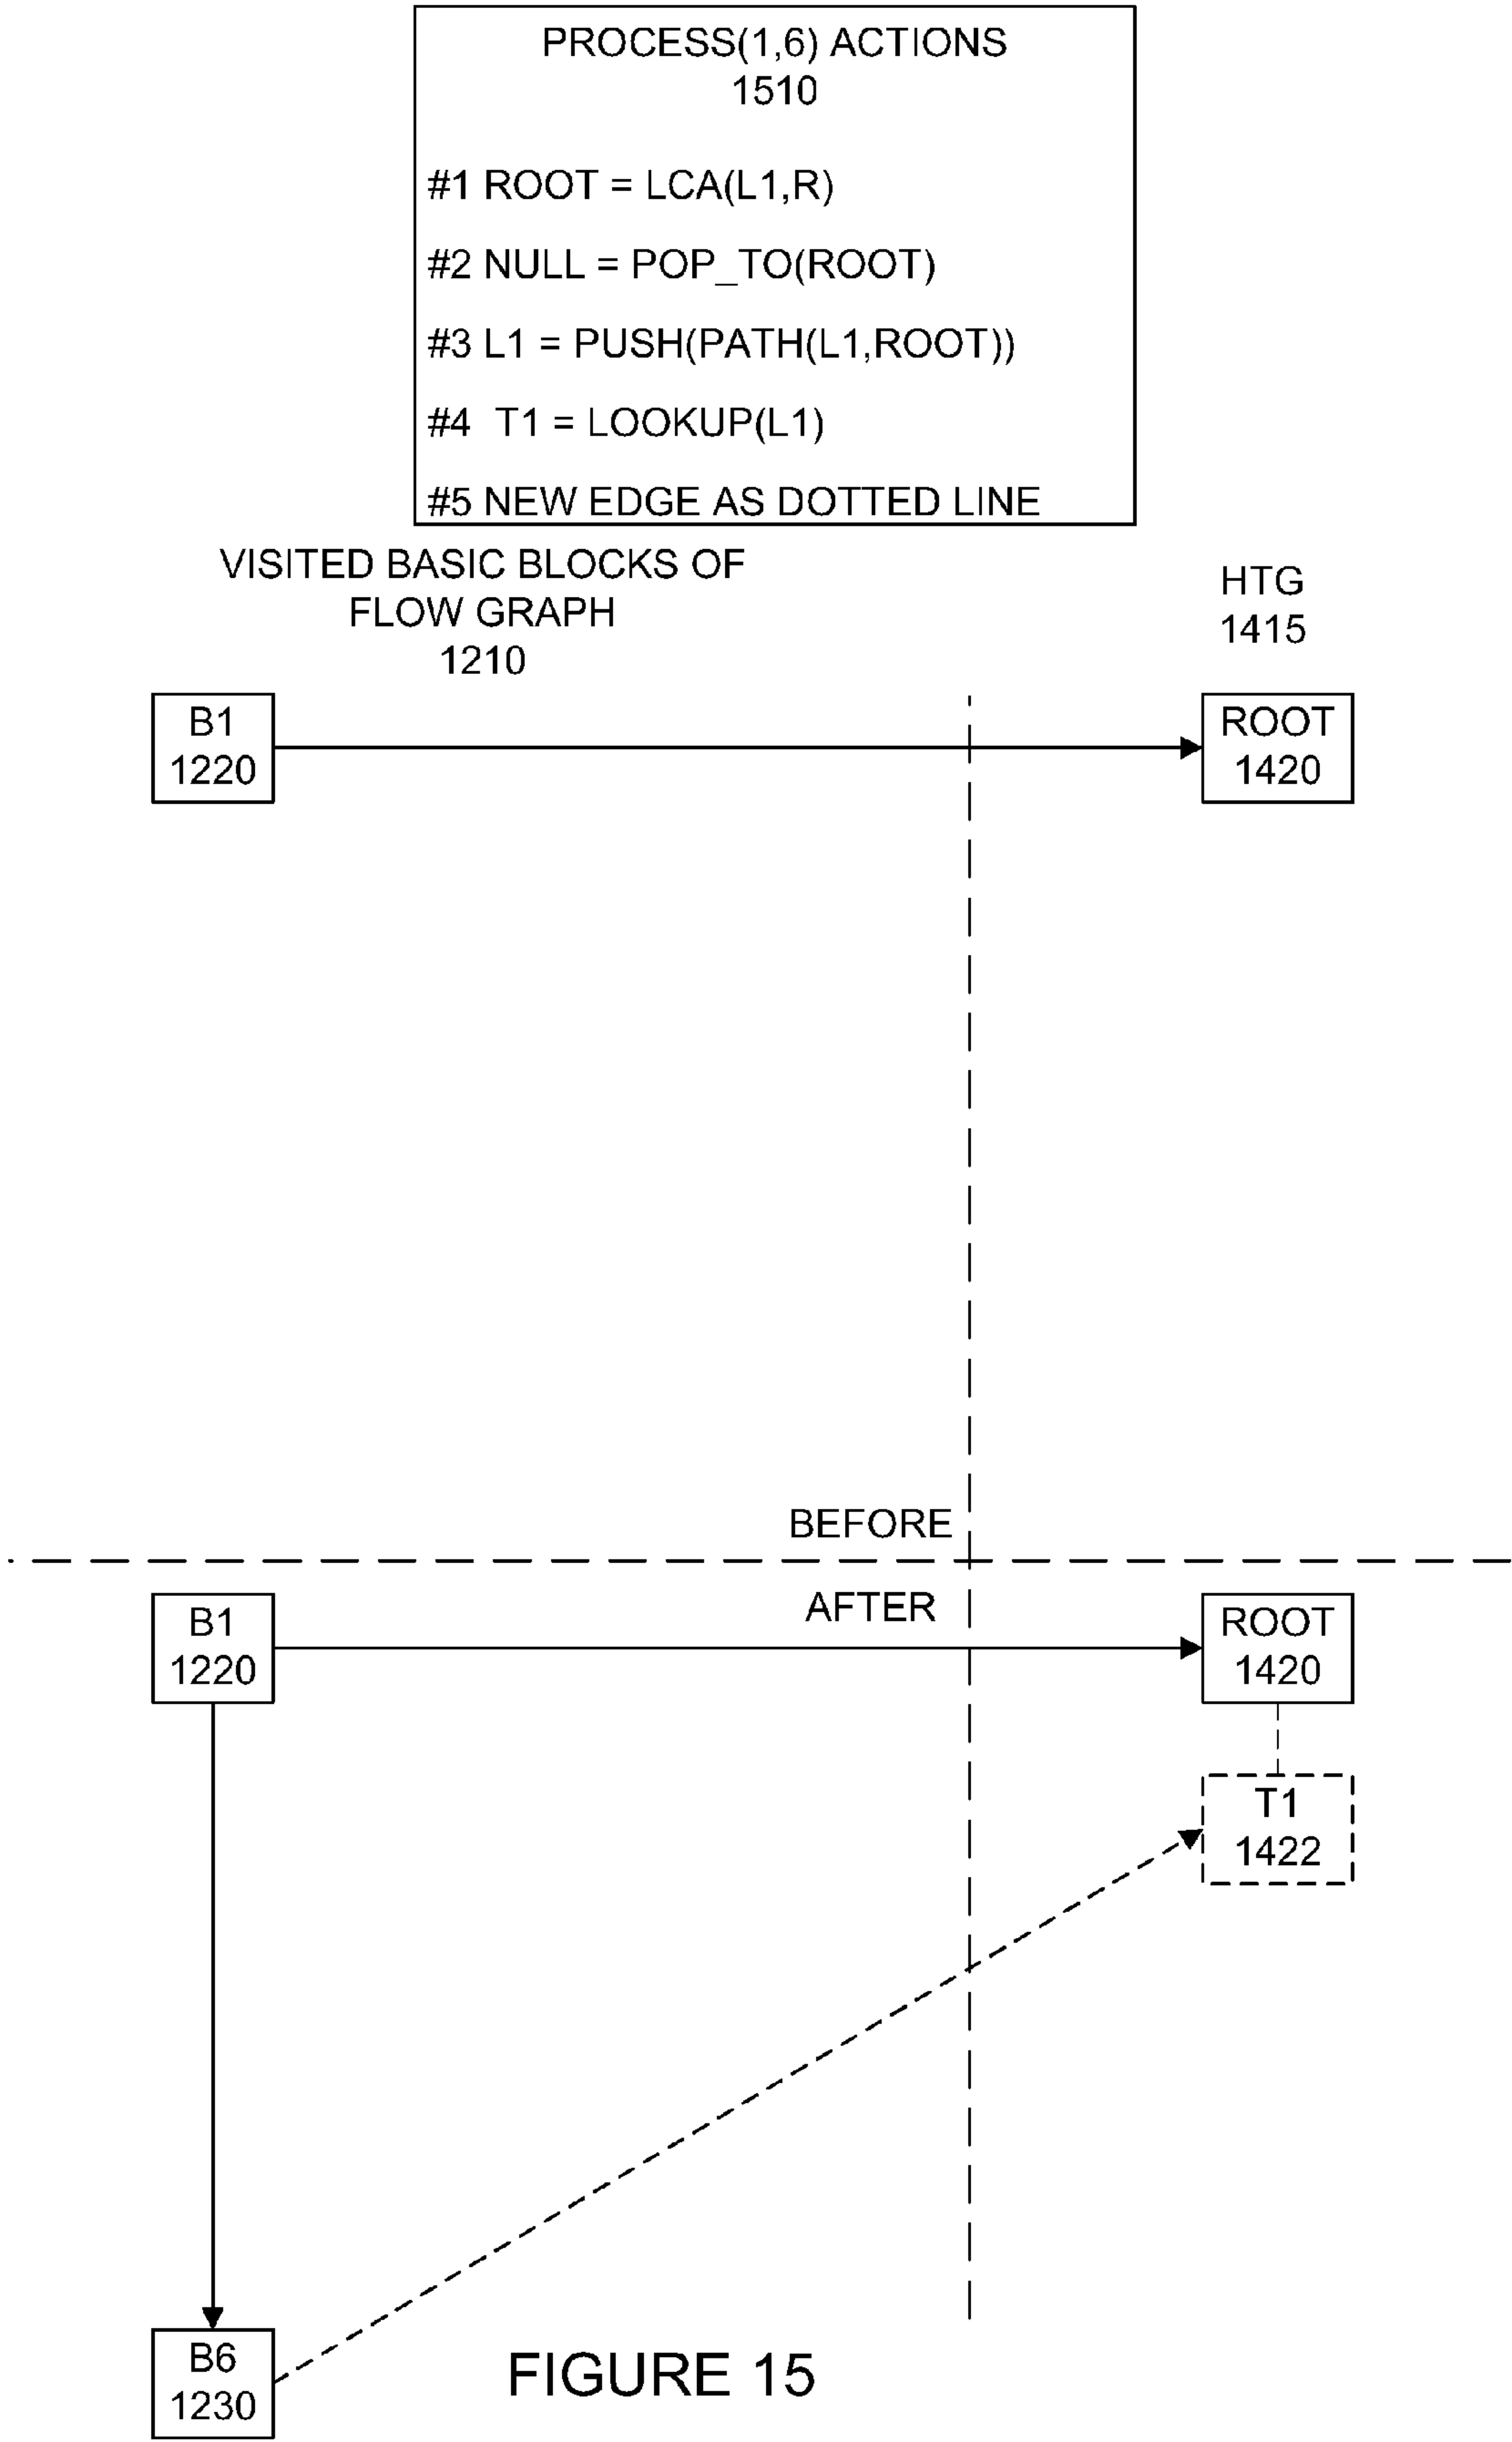 PROCESS(1,6) ACTIONS
1510
#1 ROOT = LCA(L1,R)
#2 NULL = POP_TO(ROOT)
#3 L1 = PUSH(PATH(L1,ROOT))
#4 T1 = LOOKUP(L1)
#5 NEW EDGE AS DOTTED LINE
VISITED BASIC BLOCKS OF
FLOW GRAPH
1210
HTG
1415
B1
1220
ROOT
1420
BEFORE
AFTER
B1
1220
ROOT
1420
T1
1422
B6
1230
FIGURE 15